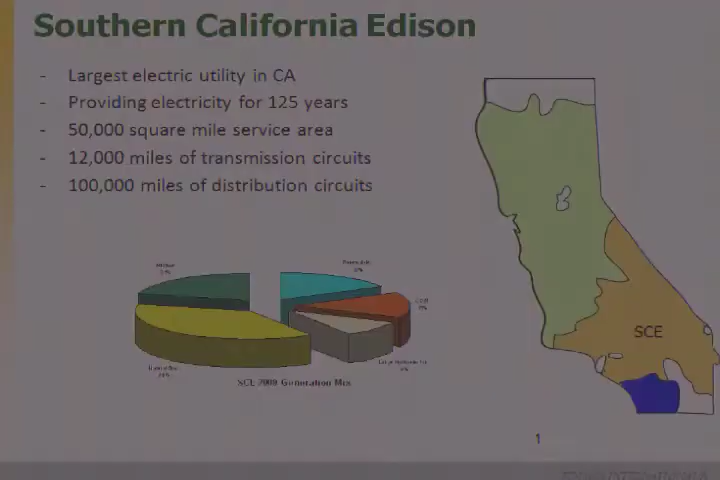 Southern California Edison
- Largest electric utility in CA
- Providing electricity for 125 years
- 50,000 square mile service area
- 12,000 miles of transmission circuits
- 100,000 miles of distribution circuits
SCE
SCE 2008 Generation Mix
1